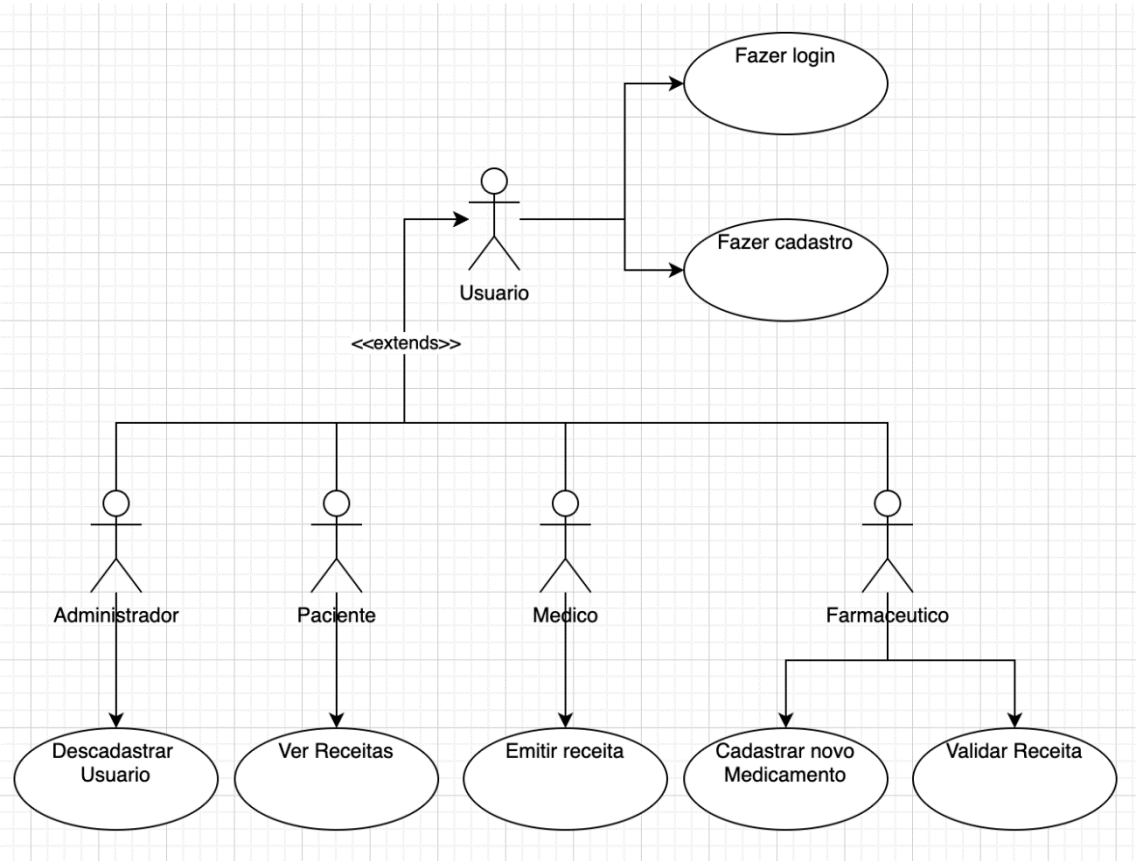 Fazer login
Fazer cadastro
Usuario
<<extends>>
Administrador
Paciente
Medico
Farmaceutico
Descadastrar
Usuario
Ver Receitas
Emitir receita
Cadastrar novo
Medicamento
Validar Receita